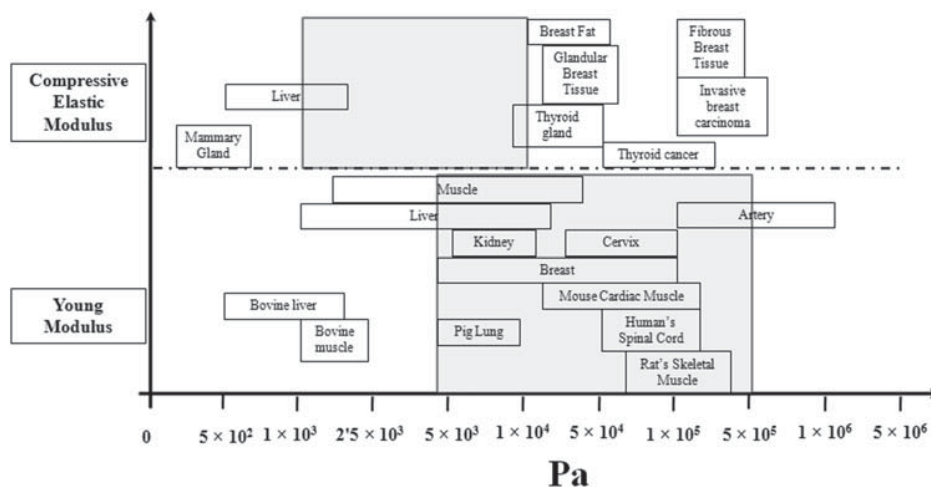 Compressive
Elastic
Modulus
Breast Fat
Glandular
Breast
Tissue
Fibrous
Breast
Tissue
Liver
Invasive
breast
carcinoma
Mammary
Gland
Thyroid
gland
Thyroid cancer
Young
Modulus
Muscle
Liver
Artery
Kidney
Cervix
Breast
Bovine liver
Mouse Cardiac Muscle
Bovine
muscle
Pig Lung
Human's
Spinal Cord
Rat's Skeletal
Muscle
0 5 × 10² 1 × 10³ 2'5 × 10³ 5 × 10³ 1 × 10⁴ 5 × 10⁴ 1 × 10⁵ 5 × 10⁵ 1 × 10⁶ 5 × 10⁶
Pa